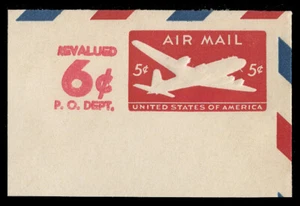 REVALUED
6¢
P. O. DEPT.
AIR MAIL
5¢ 5¢
UNITED STATES OF AMERICA